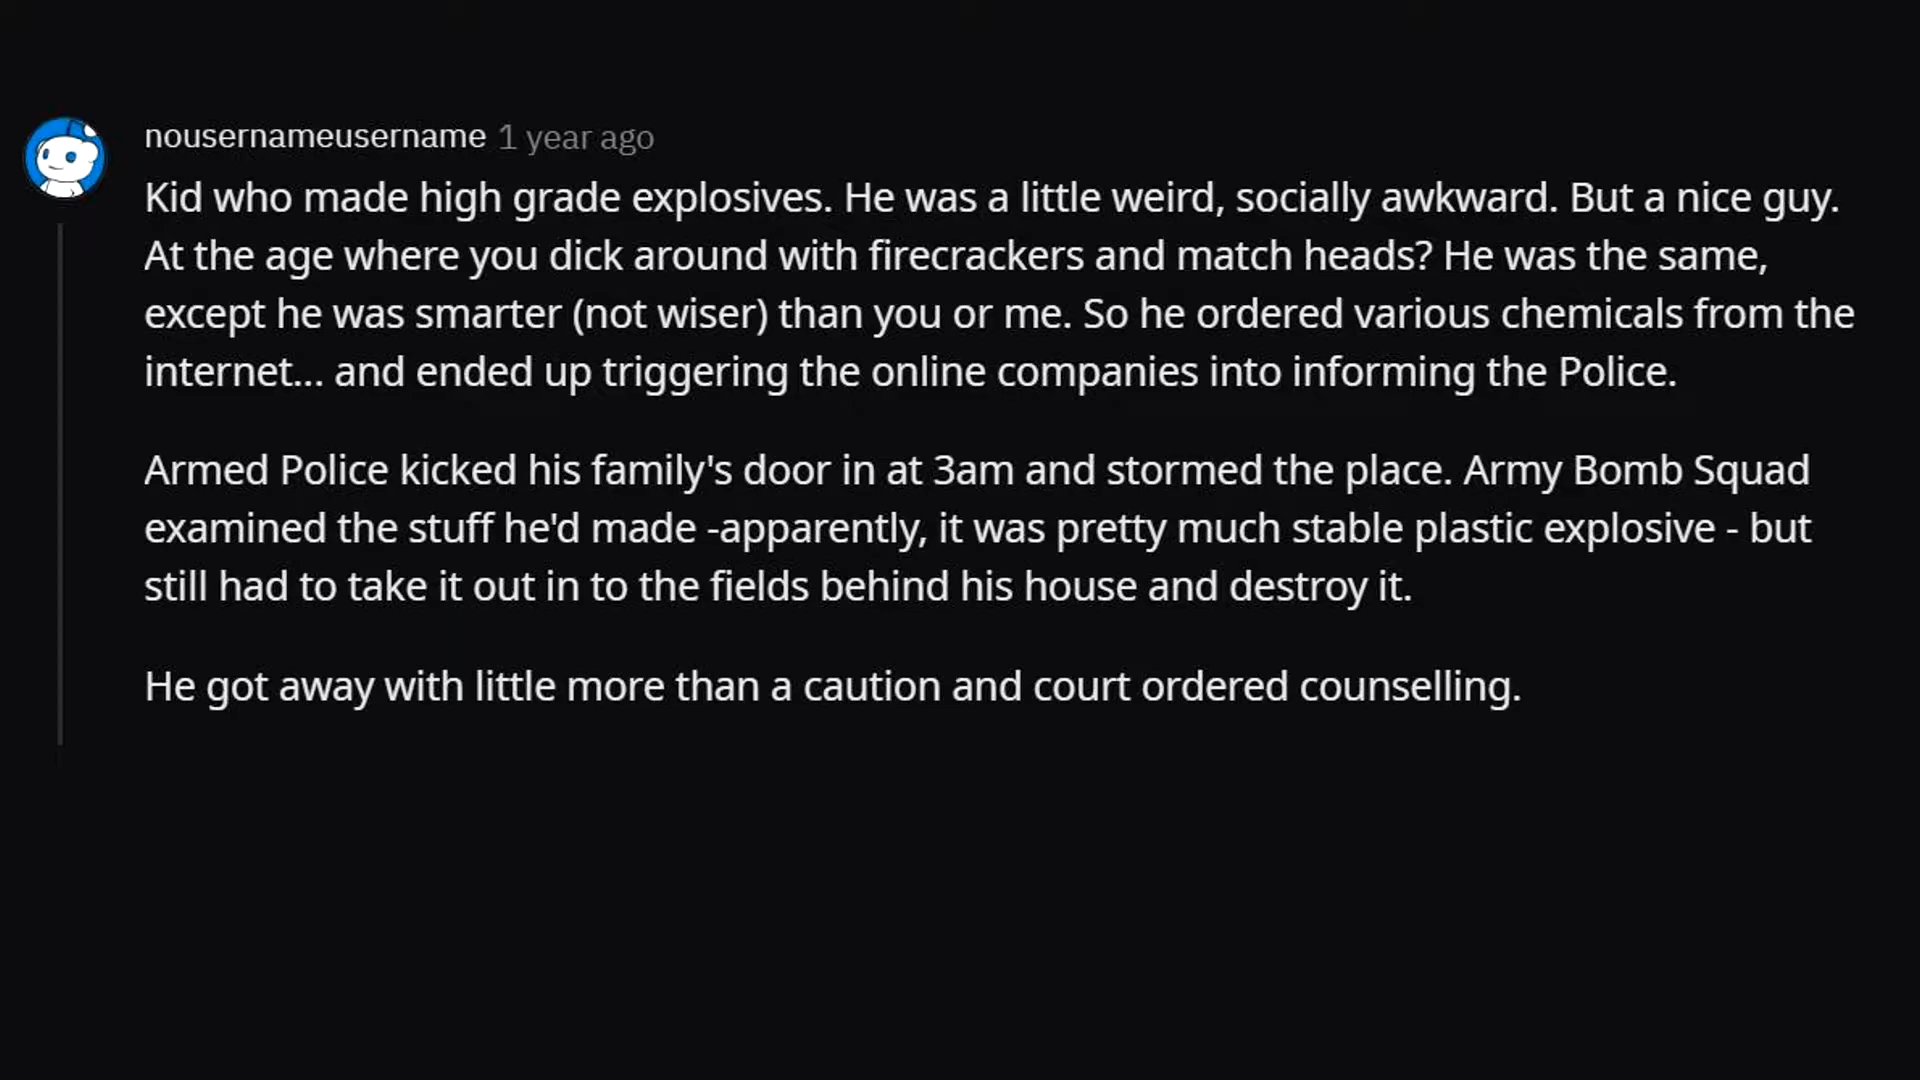 nousernameusername 1 year ago
Kid who made high grade explosives. He was a little weird, socially awkward. But a nice guy.
At the age where you dick around with firecrackers and match heads? He was the same,
except he was smarter (not wiser) than you or me. So he ordered various chemicals from the
internet... and ended up triggering the online companies into informing the Police.
Armed Police kicked his family's door in at 3am and stormed the place. Army Bomb Squad
examined the stuff he'd made -apparently, it was pretty much stable plastic explosive - but
still had to take it out in to the fields behind his house and destroy it.
He got away with little more than a caution and court ordered counselling.